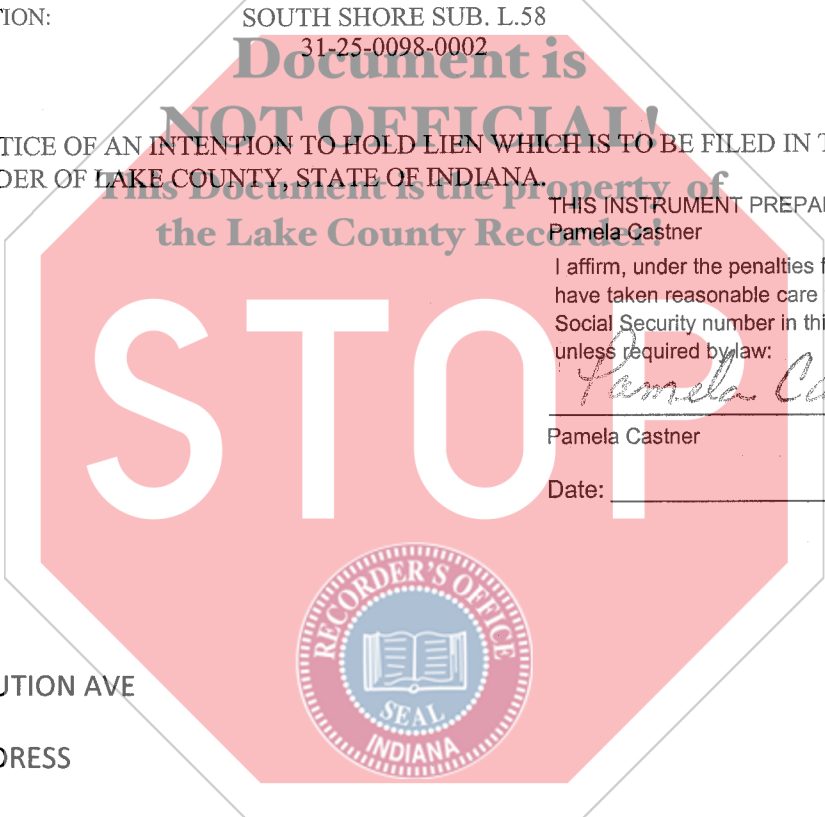 TION:
SOUTH SHORE SUB. L.58
31-25-0098-0002
Document is
NOT OFFICIAL!
TICE OF AN INTENTION TO HOLD LIEN WHICH IS TO BE FILED IN T
DER OF LAKE COUNTY, STATE OF INDIANA.
This Document is the property of
the Lake County Recorder!
THIS INSTRUMENT PREPA
Pamela Castner
I affirm, under the penalties f
have taken reasonable care
Social Security number in thi
unless required by law:
Pamela Ca
Pamela Castner
Date:
STOP
RECORDER'S OFFICE
SEAL
INDIANA
UTION AVE
DRESS